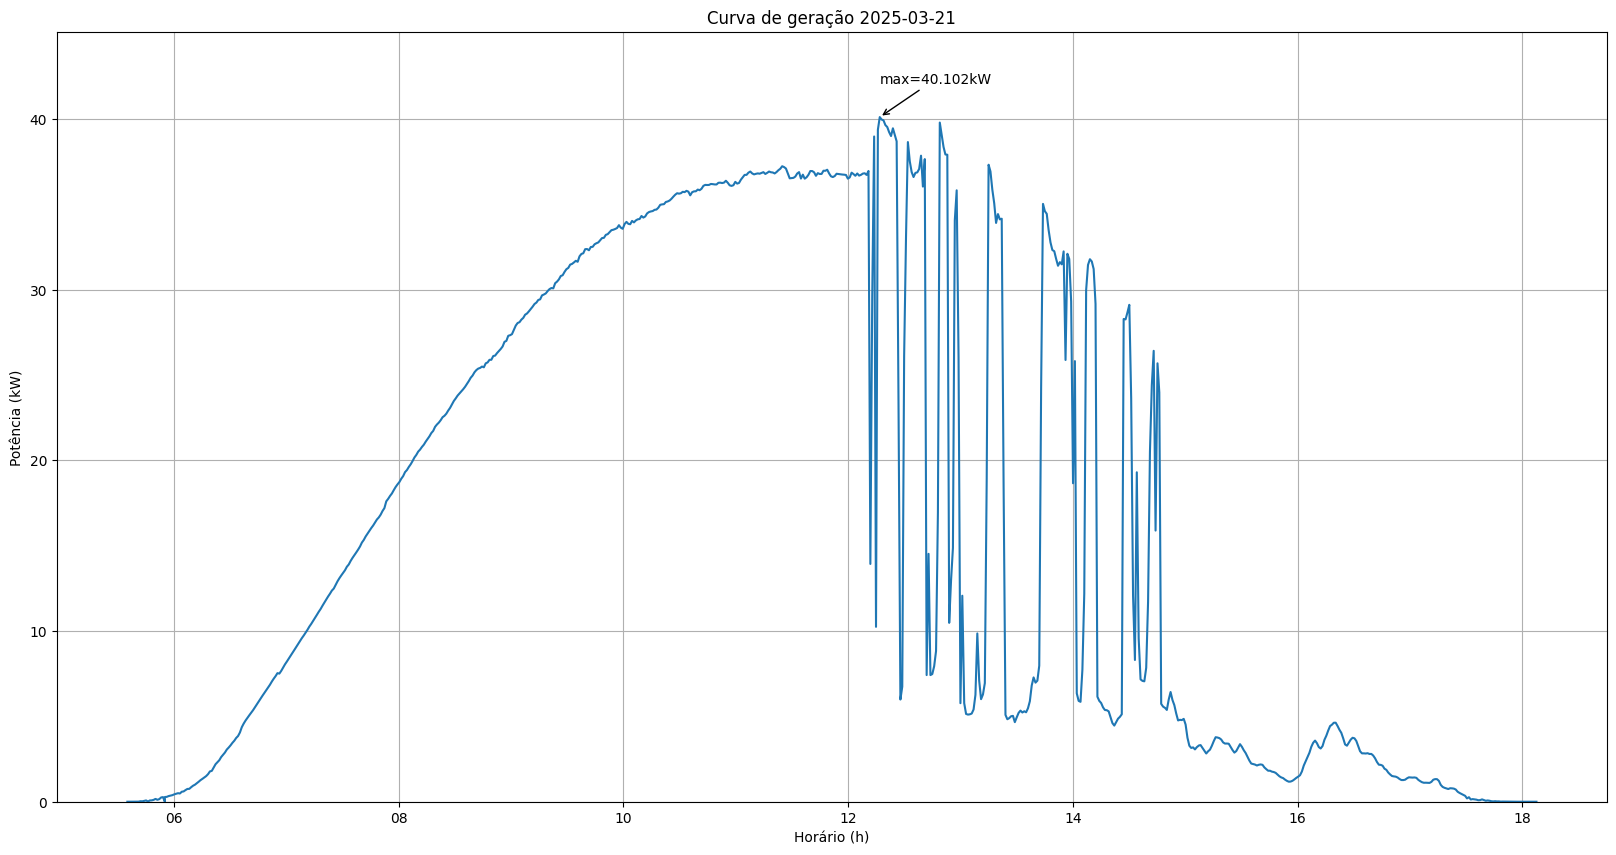 Curva de geração 2025-03-21
max=40.102kW
40
30
20
10
0
Potência (kW)
06 08 10 12 14 16 18
Horário (h)